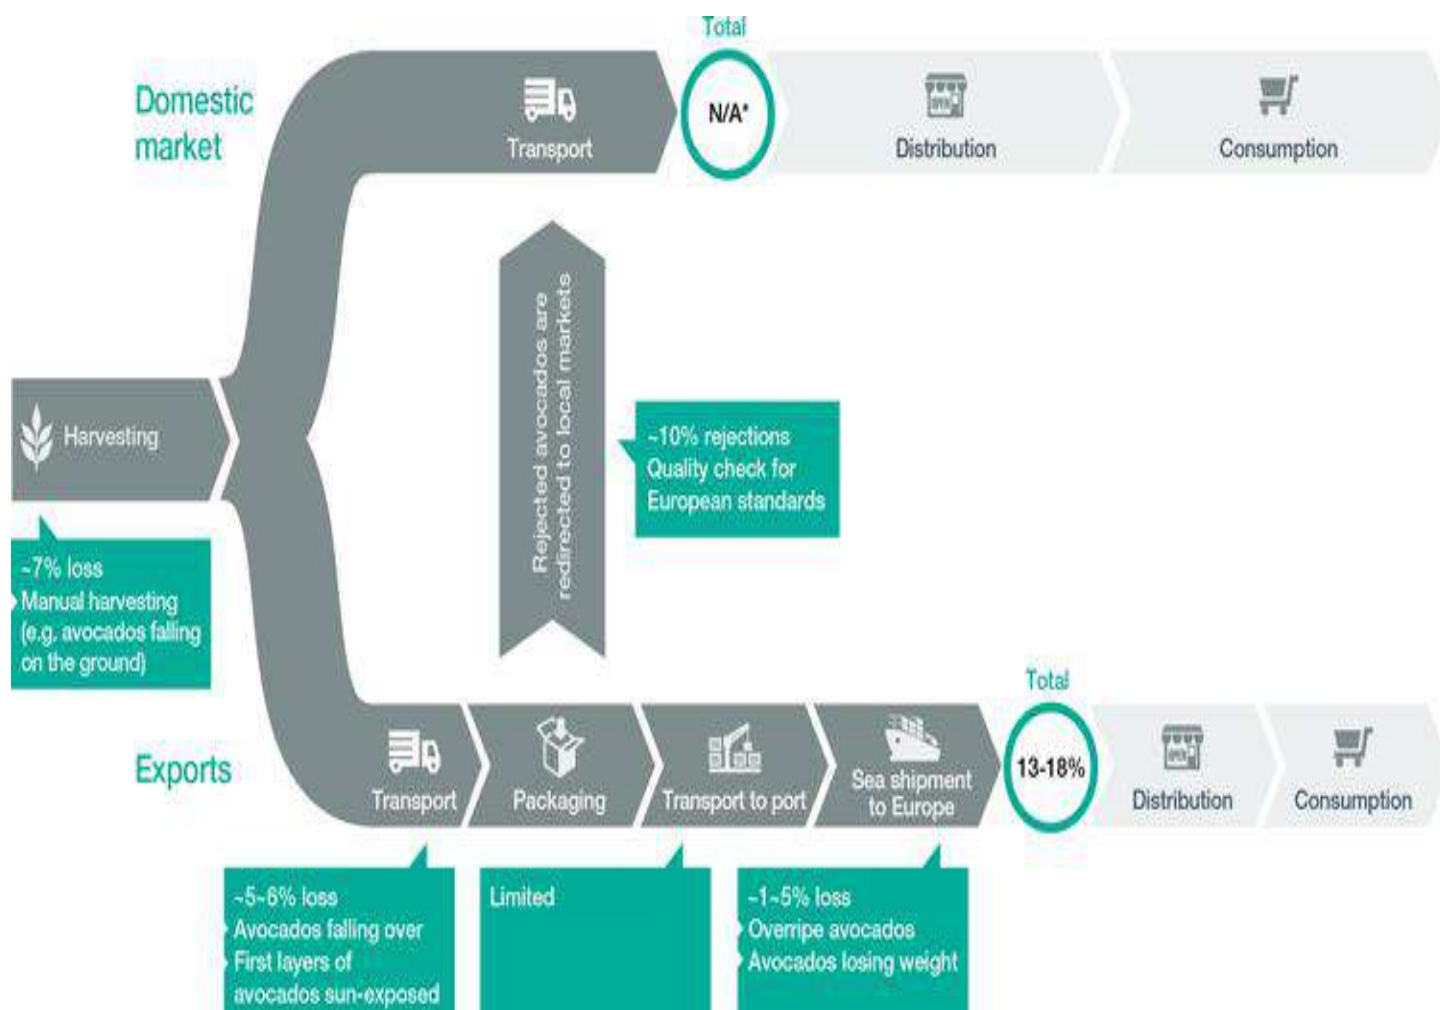 Total
Domestic
market
Transport
N/A*
Distribution
Consumption
Rejected avocados are
redirected to local markets
~10% rejections
Quality check for
European standards
Harvesting
~7% loss
Manual harvesting
(e.g. avocados falling
on the ground)
Total
Exports
Transport
Packaging
Transport to port
Sea shipment
to Europe
13-18%
Distribution
Consumption
~5~6% loss
Avocados falling over
First layers of
avocados sun-exposed
Limited
~1~5% loss
Overripe avocados
Avocados losing weight
OPEN
OPEN